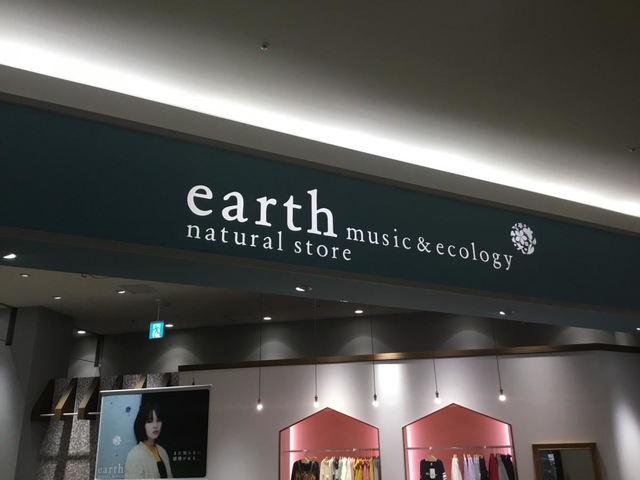 earth music & ecology
natural store
earth